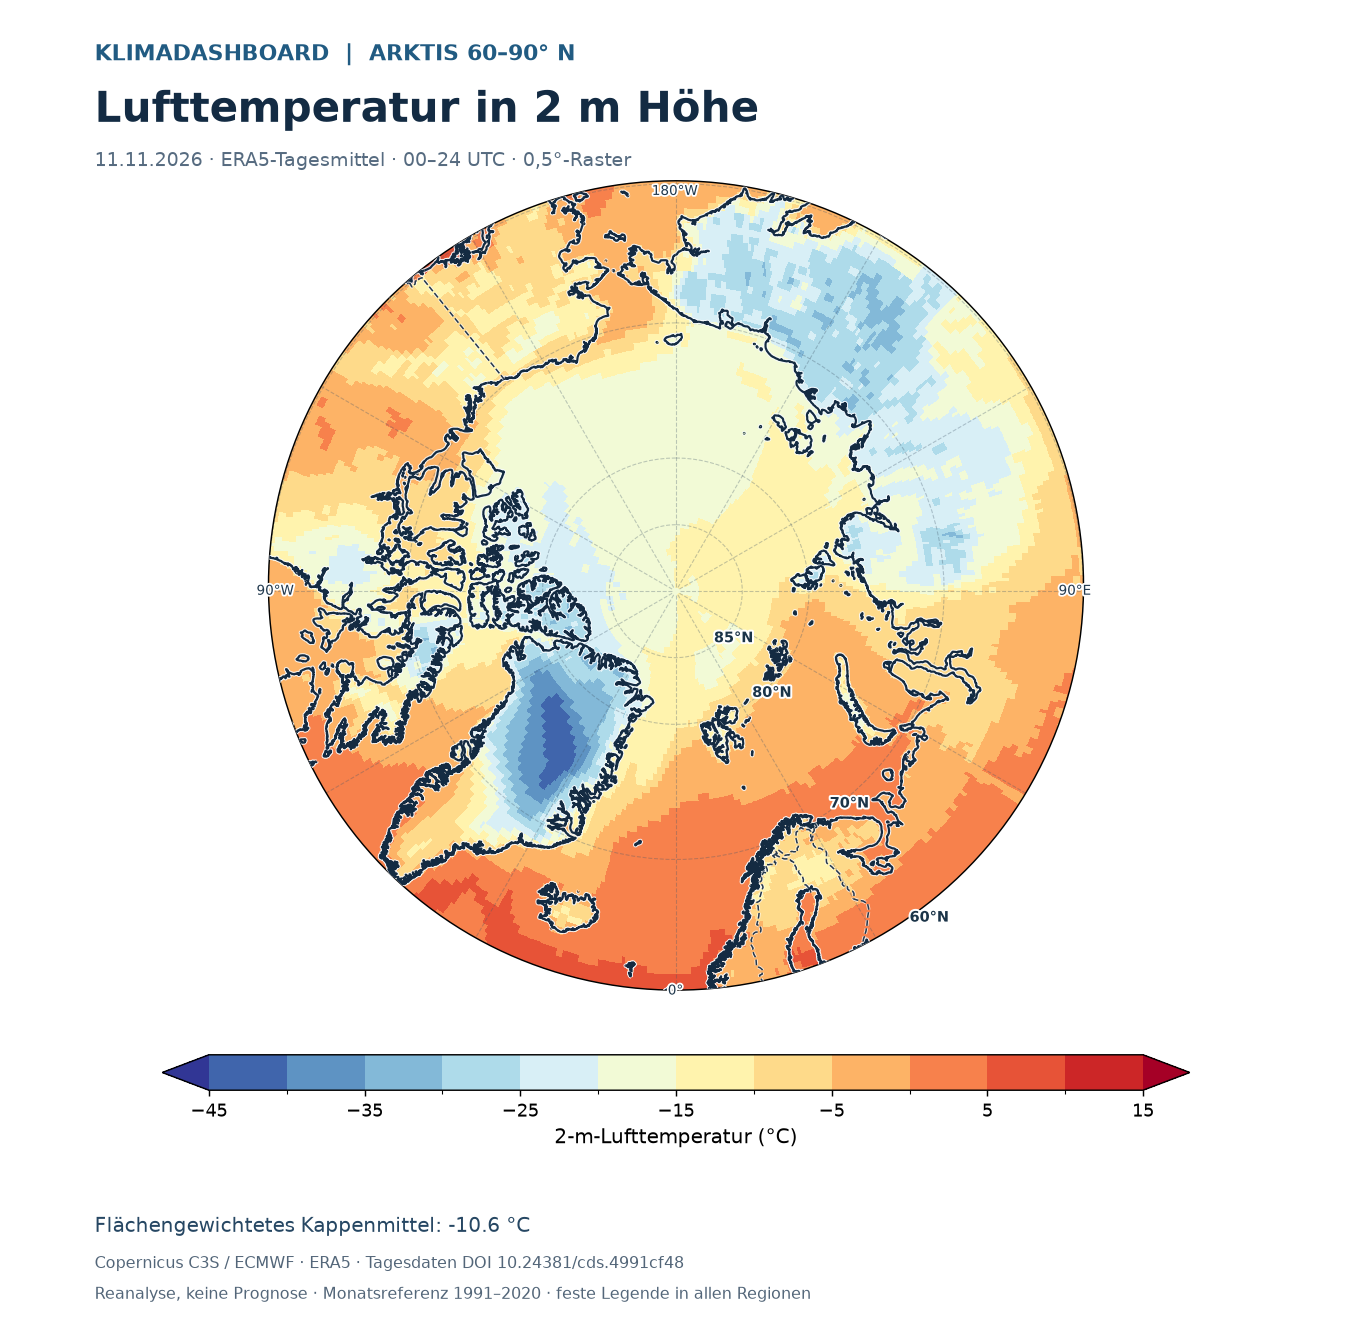 KLIMADASHBOARD | ARKTIS 60–90° N
Lufttemperatur in 2 m Höhe
11.11.2026 · ERA5-Tagesmittel · 00–24 UTC · 0,5°-Raster
180°W
90°W
90°E
85°N
80°N
70°N
60°N
0°
−45 −35 −25 −15 −5 5 15
2-m-Lufttemperatur (°C)
Flächengewichtetes Kappenmittel: -10.6 °C
Copernicus C3S / ECMWF · ERA5 · Tagesdaten DOI 10.24381/cds.4991cf48
Reanalyse, keine Prognose · Monatsreferenz 1991–2020 · feste Legende in allen Regionen